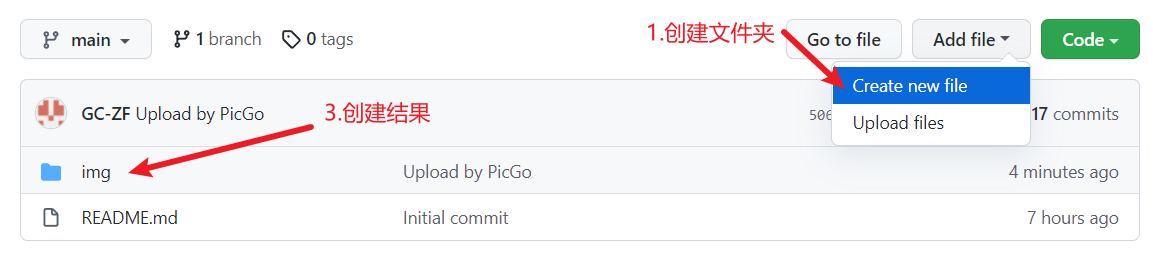 main
1 branch
0 tags
1.创建文件夹
Go to file
Add file
Code
Create new file
Upload files
GC-ZF Upload by PicGo
506
17 commits
3.创建结果
img
Upload by PicGo
4 minutes ago
README.md
Initial commit
7 hours ago